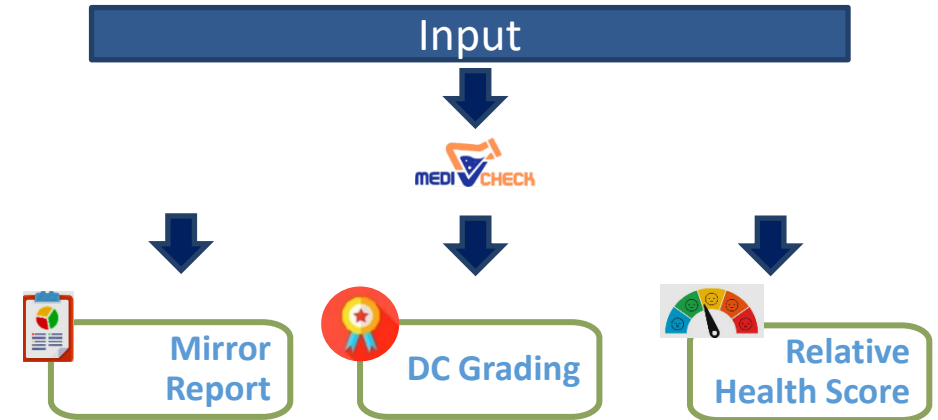 Input
MEDI CHECK
Mirror
Report
DC Grading
Relative
Health Score